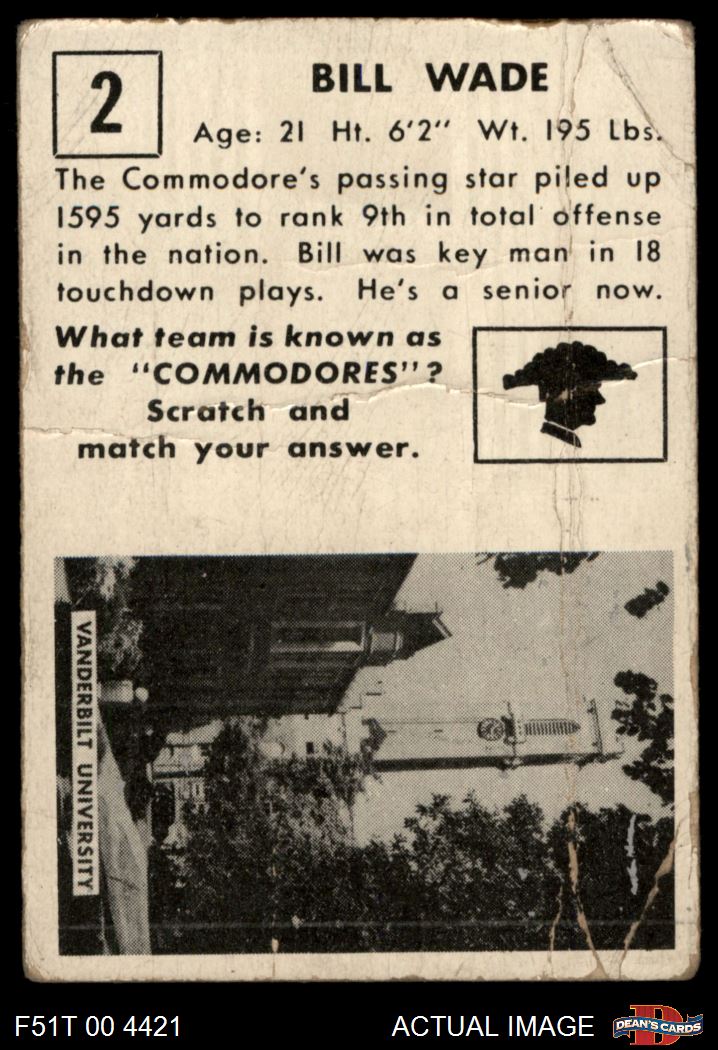 2
BILL WADE
Age: 21 Ht. 6'2" Wt. 195 Lbs.
The Commodore's passing star piled up
1595 yards to rank 9th in total offense
in the nation. Bill was key man in 18
touchdown plays. He's a senior now.
What team is known as
the "COMMODORES"?
Scratch and
match your answer.
VANDERBILT UNIVERSITY
F51T 00 4421
ACTUAL IMAGE
D
DEAN'S CARDS